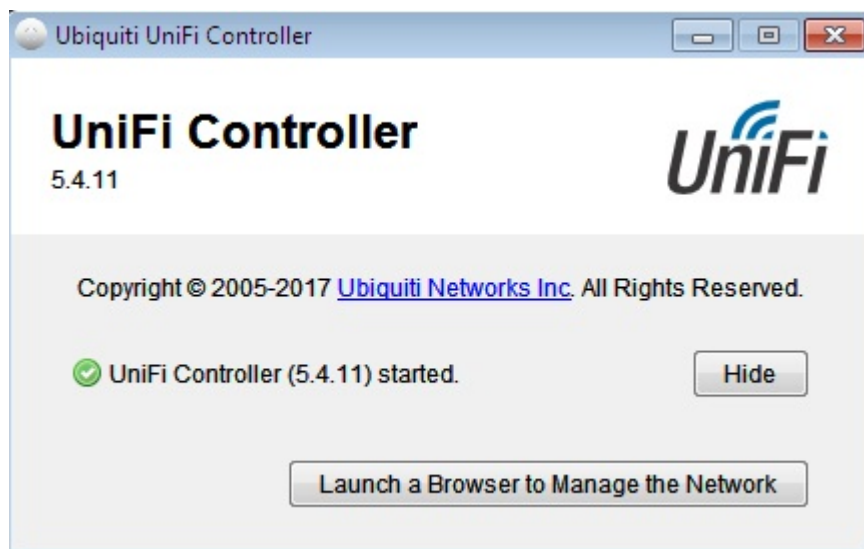 Ubiquiti UniFi Controller
UniFi Controller
5.4.11
UniFi
Copyright © 2005-2017 Ubiquiti Networks Inc. All Rights Reserved.
UniFi Controller (5.4.11) started.
Hide
Launch a Browser to Manage the Network